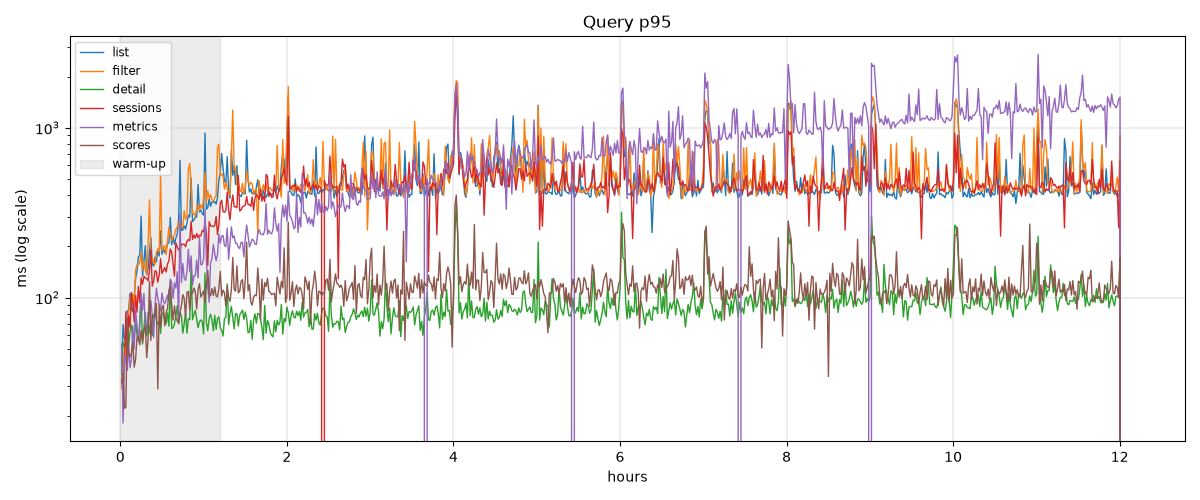 Query p95
ms (log scale)
10³
10²
list
filter
detail
sessions
metrics
scores
warm-up
0 2 4 6 8 10 12
hours